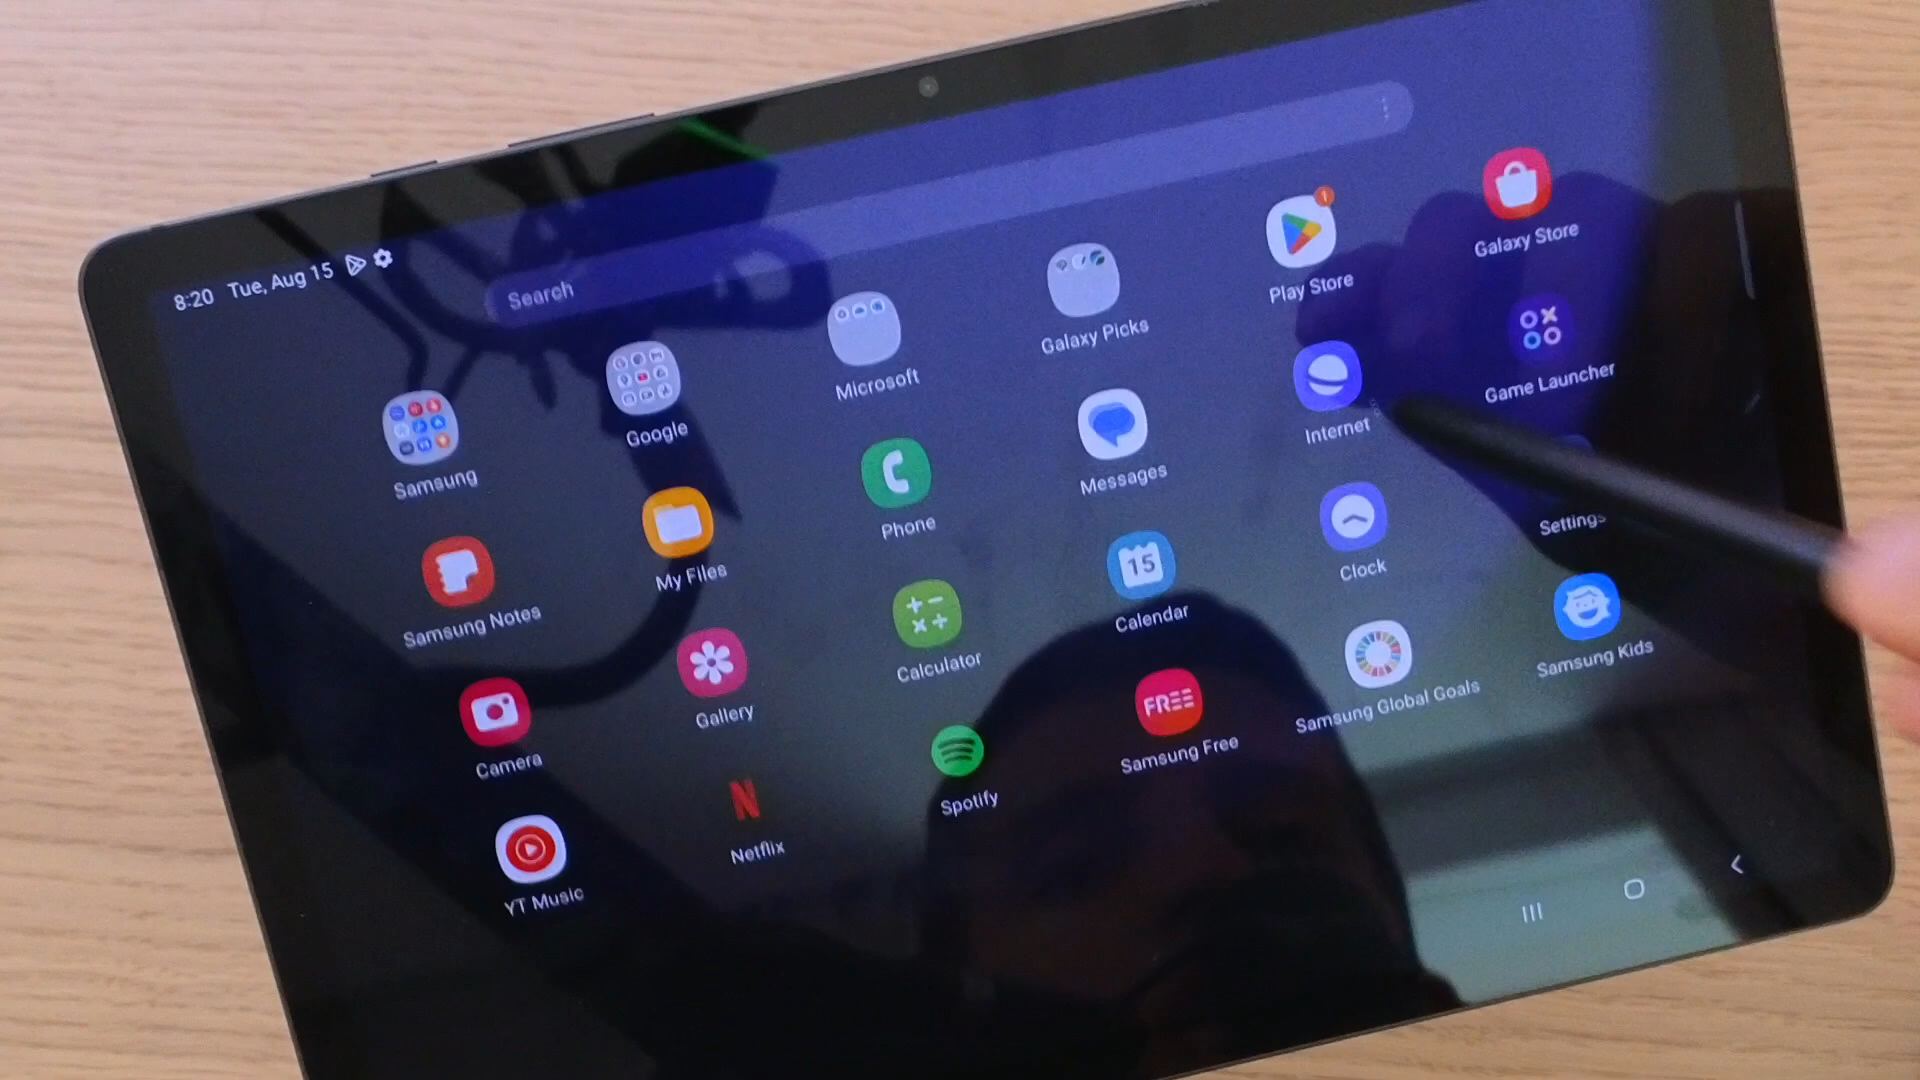 8:20 Tue, Aug 15
Search
Samsung
Google
Microsoft
Galaxy Picks
Play Store
1
Galaxy Store
Samsung Notes
My Files
Phone
Messages
Internet
Game Launcher
Camera
Gallery
Calculator
15
Calendar
Clock
Settings
YT Music
N
Netflix
Spotify
FREE
Samsung Free
Samsung Global Goals
Samsung Kids